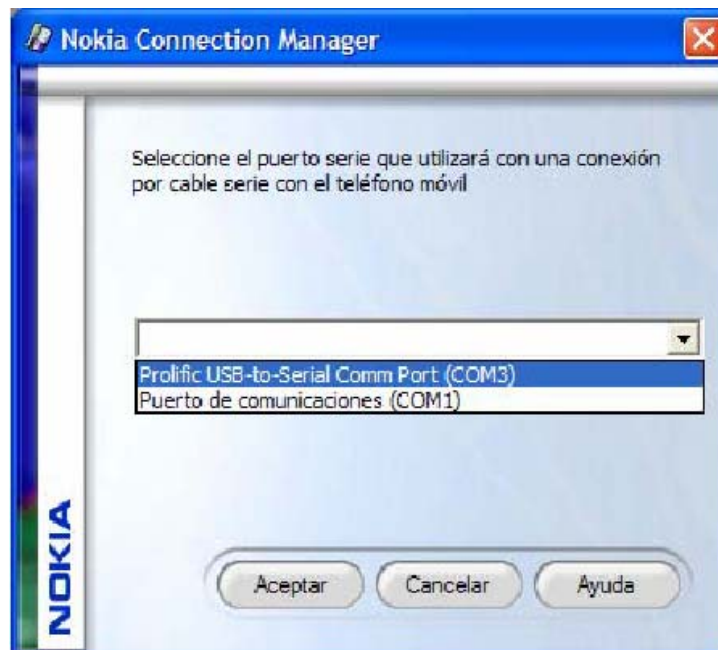 Nokia Connection Manager
Seleccione el puerto serie que utilizará con una conexión
por cable serie con el teléfono móvil
Prolific USB-to-Serial Comm Port (COM3)
Puerto de comunicaciones (COM1)
NOKIA
Aceptar Cancelar Ayuda